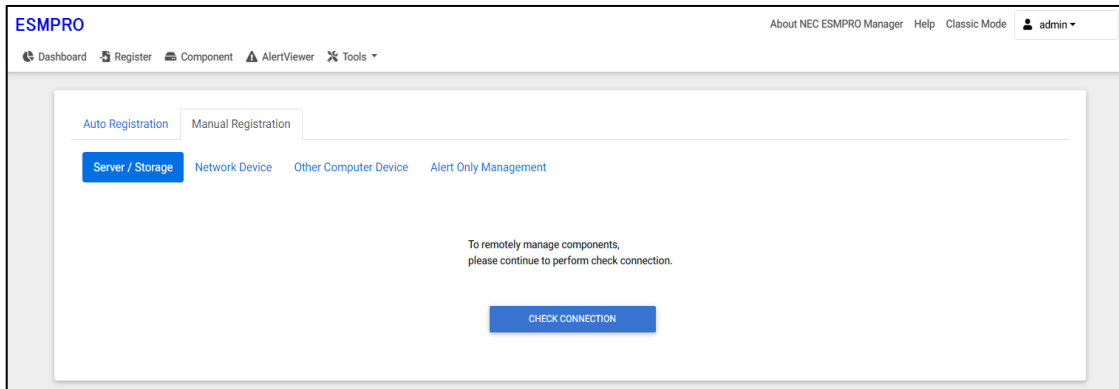 ESMPRO
About NEC ESMPRO Manager Help Classic Mode admin
Dashboard Register Component AlertViewer Tools
Auto Registration Manual Registration
Server / Storage Network Device Other Computer Device Alert Only Management
To remotely manage components,
please continue to perform check connection.
CHECK CONNECTION